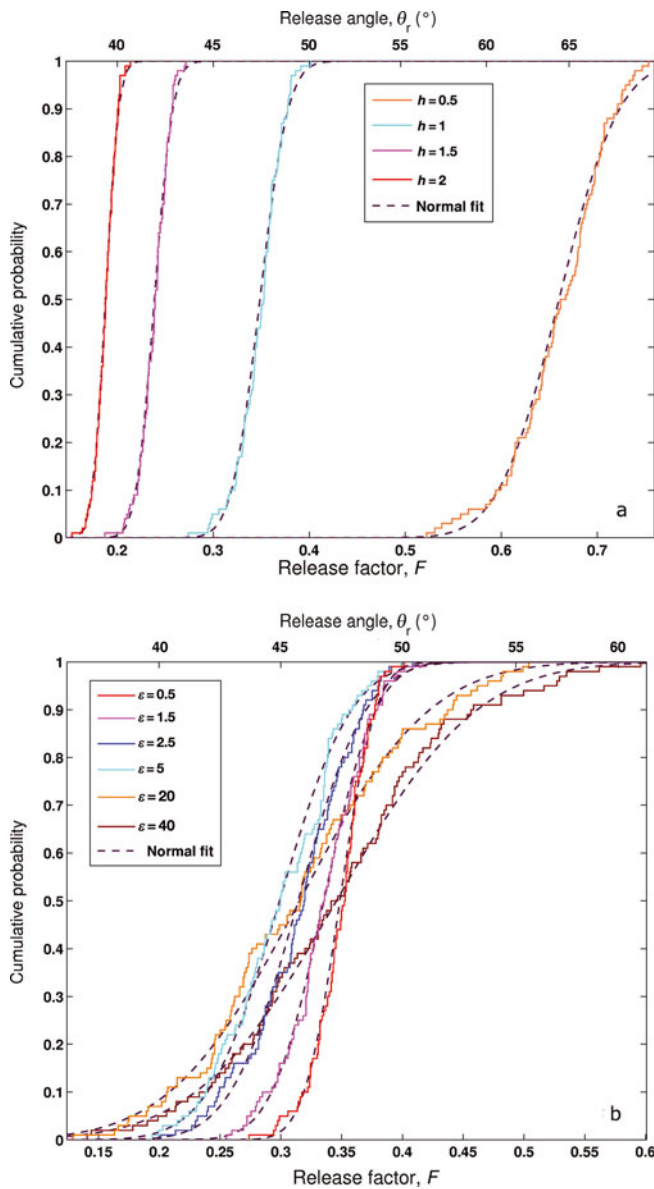 Release angle, θr (°)
40 45 50 55 60 65
1
0.9
0.8
0.7
0.6
0.5
0.4
0.3
0.2
0.1
0
Cumulative probability
h = 0.5
h = 1
h = 1.5
h = 2
Normal fit
a
0.2 0.3 0.4 0.5 0.6 0.7
Release factor, F
Release angle, θr (°)
40 45 50 55 60
1
0.9
0.8
0.7
0.6
0.5
0.4
0.3
0.2
0.1
0
Cumulative probability
ε = 0.5
ε = 1.5
ε = 2.5
ε = 5
ε = 20
ε = 40
Normal fit
b
0.15 0.2 0.25 0.3 0.35 0.4 0.45 0.5 0.55 0.6
Release factor, F